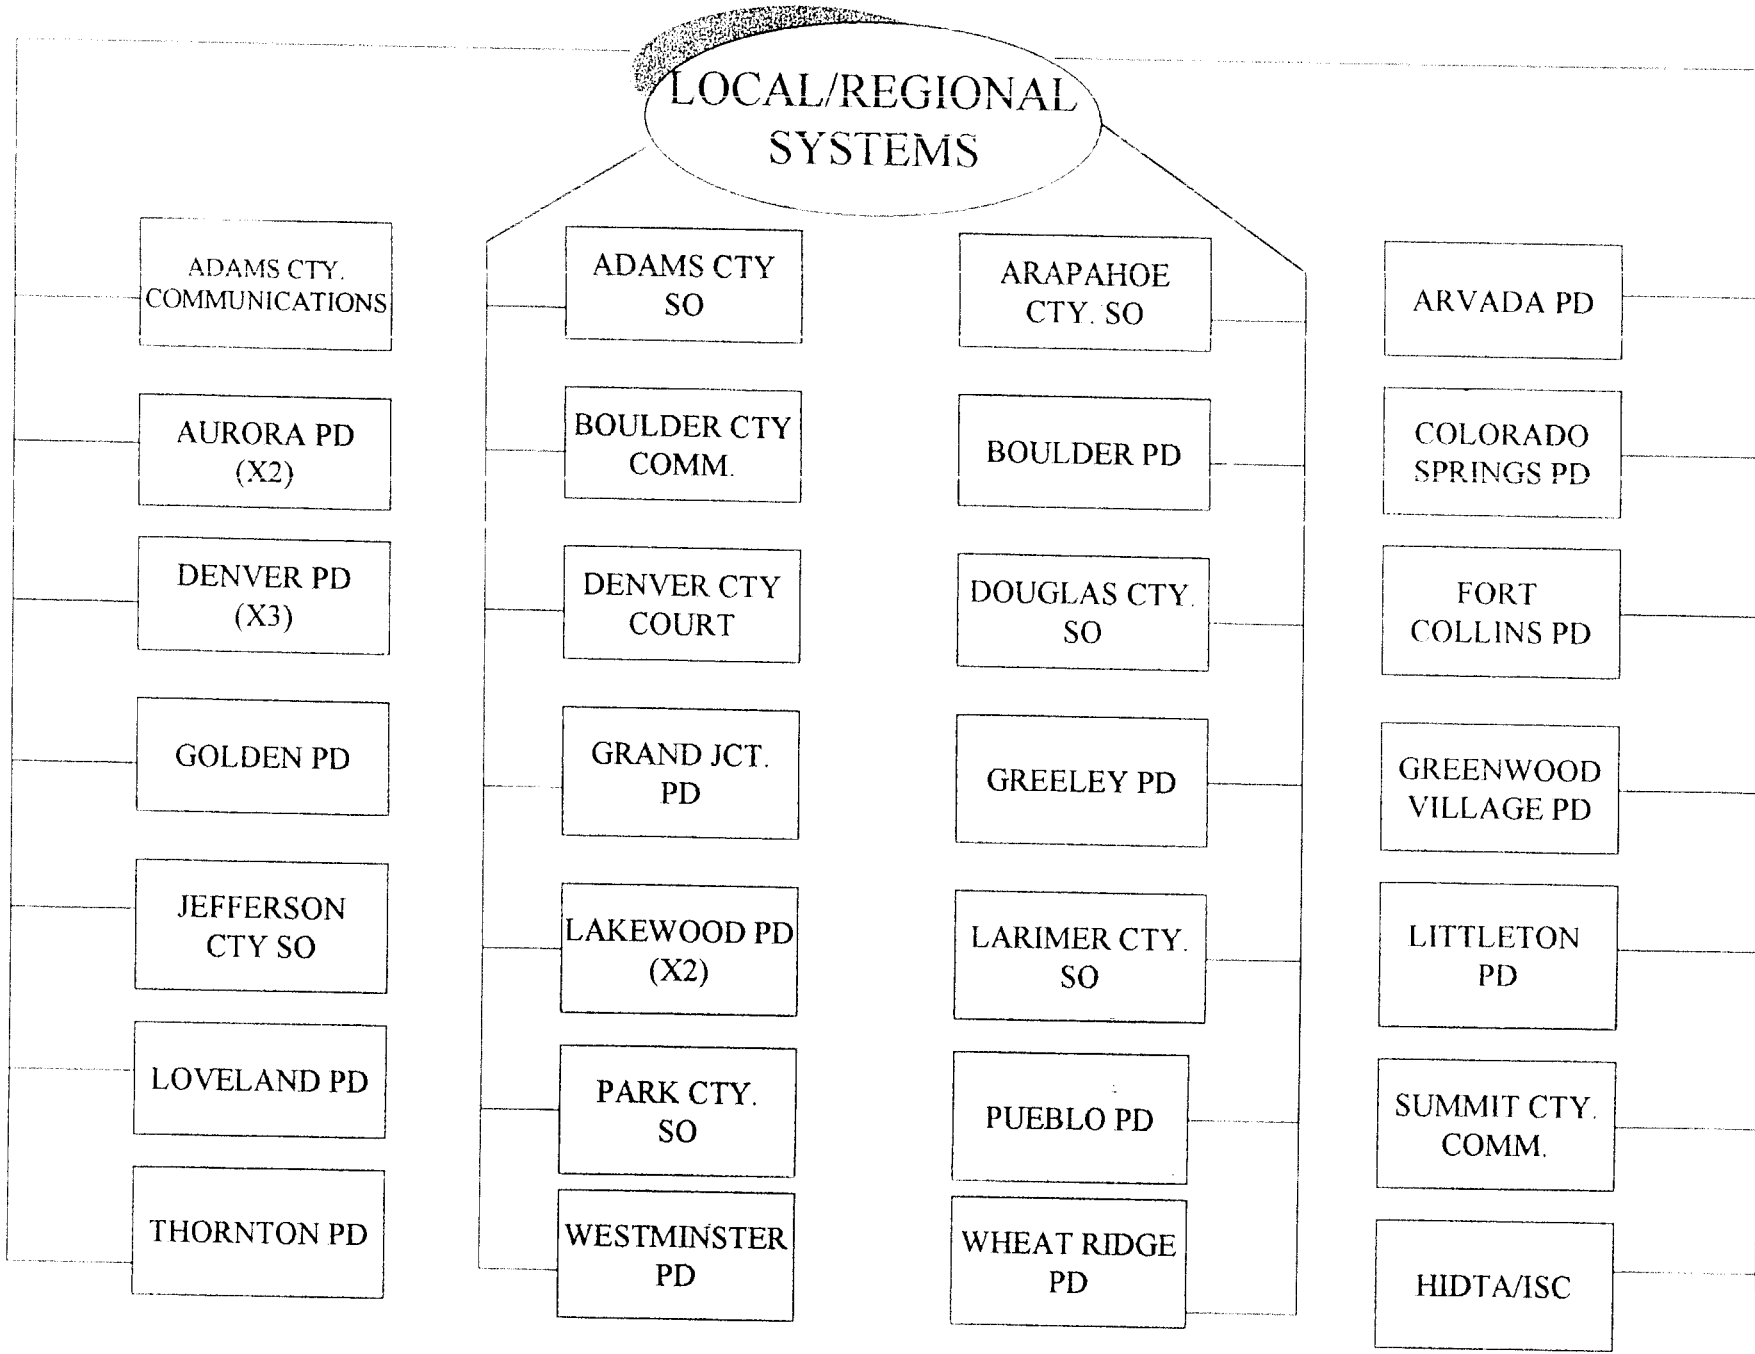 LOCAL/REGIONAL
SYSTEMS
ADAMS CTY.
COMMUNICATIONS
ADAMS CTY
SO
ARAPAHOE
CTY. SO
ARVADA PD
AURORA PD
(X2)
BOULDER CTY
COMM.
BOULDER PD
COLORADO
SPRINGS PD
DENVER PD
(X3)
DENVER CTY
COURT
DOUGLAS CTY.
SO
FORT
COLLINS PD
GOLDEN PD
GRAND JCT.
PD
GREELEY PD
GREENWOOD
VILLAGE PD
JEFFERSON
CTY SO
LAKEWOOD PD
(X2)
LARIMER CTY.
SO
LITTLETON
PD
LOVELAND PD
PARK CTY.
SO
PUEBLO PD
SUMMIT CTY.
COMM.
THORNTON PD
WESTMINSTER
PD
WHEAT RIDGE
PD
HIDTA/ISC